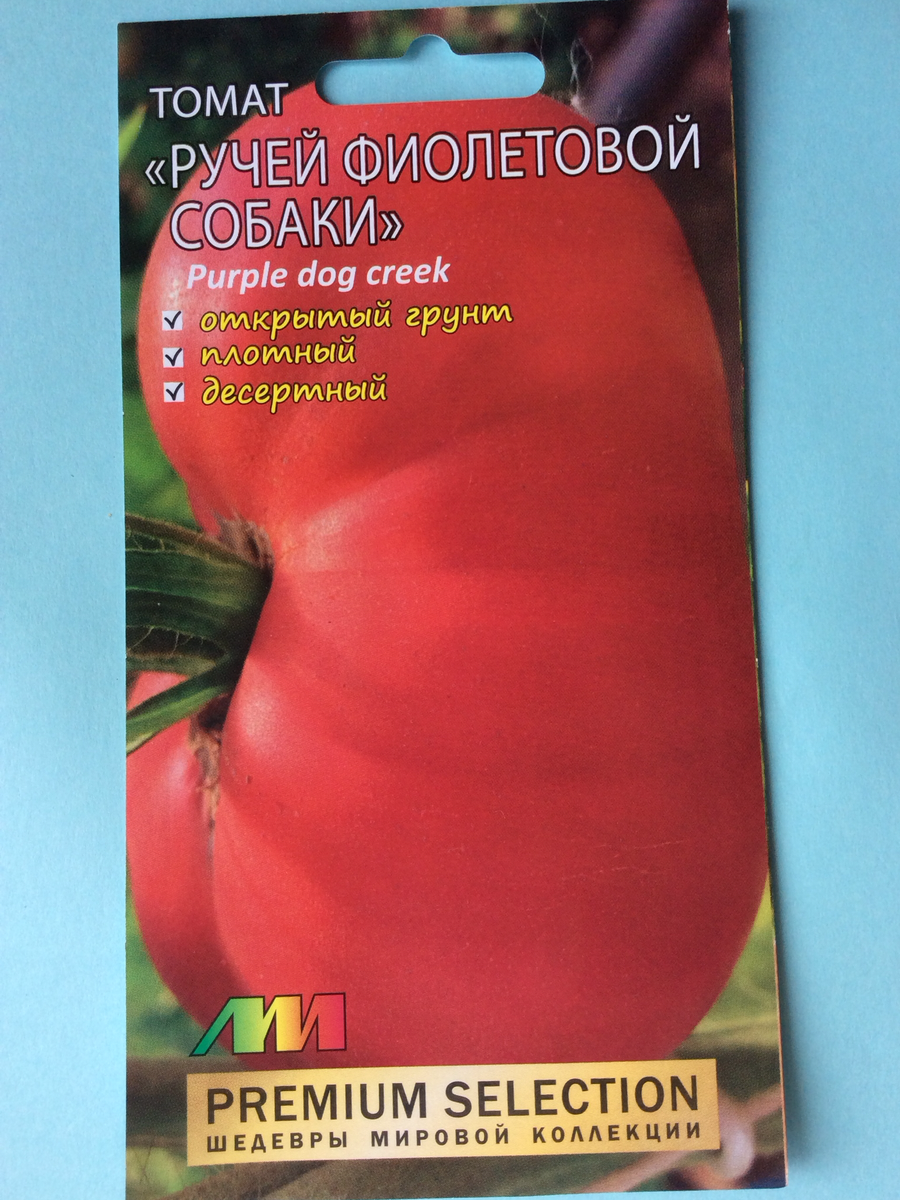 ТОМАТ
«РУЧЕЙ ФИОЛЕТОВОЙ
СОБАКИ»
Purple dog creek
открытый грунт
плотный
десертный
PREMIUM SELECTION
ШЕДЕВРЫ МИРОВОЙ КОЛЛЕКЦИИ